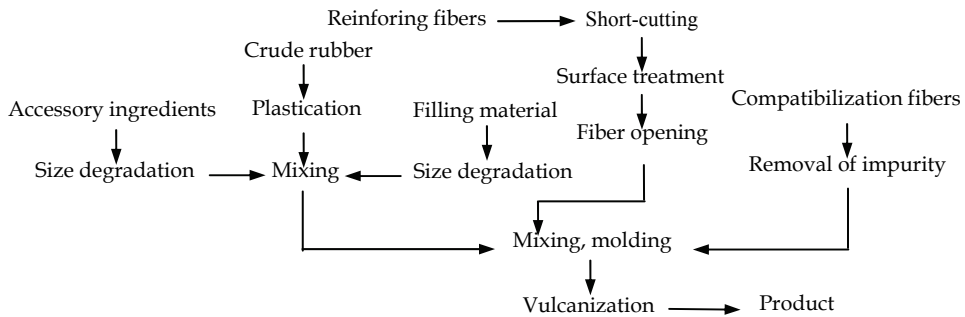 Reinforing fibers
Short-cutting
Crude rubber
Surface treatment
Compatibilization fibers
Accessory ingredients
Plastication
Filling material
Fiber opening
Size degradation
Mixing
Size degradation
Removal of impurity
Mixing, molding
Vulcanization
Product